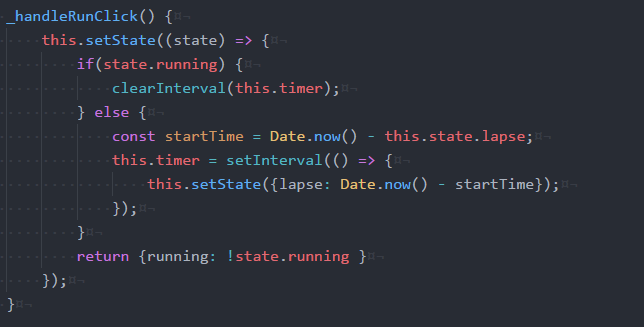 _handleRunClick() {
    this.setState((state) => {
        if(state.running) {
            clearInterval(this.timer);
        } else {
            const startTime = Date.now() - this.state.lapse;
            this.timer = setInterval(() => {
                this.setState({lapse: Date.now() - startTime});
            });
        }
        return {running: !state.running }
    });
}